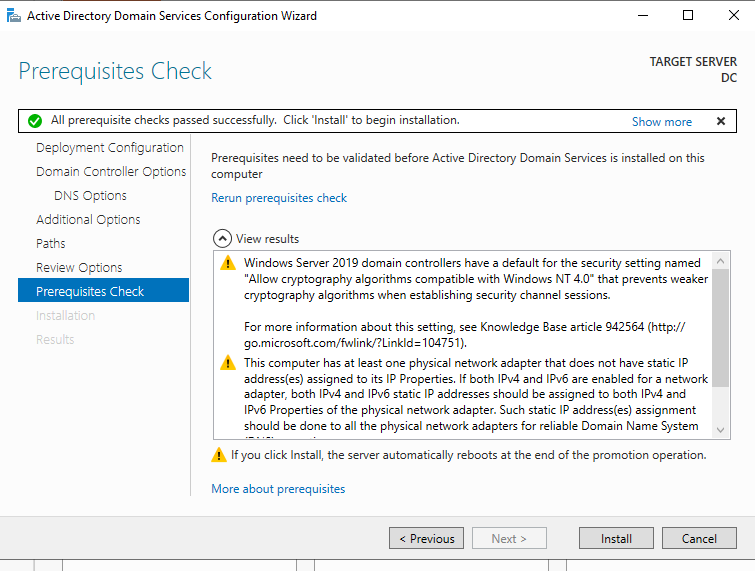 Active Directory Domain Services Configuration Wizard
Prerequisites Check
TARGET SERVER
DC
All prerequisite checks passed successfully. Click 'Install' to begin installation.
Show more
Deployment Configuration
Domain Controller Options
DNS Options
Additional Options
Paths
Review Options
Prerequisites Check
Installation
Results
Prerequisites need to be validated before Active Directory Domain Services is installed on this
computer
Rerun prerequisites check
View results
Windows Server 2019 domain controllers have a default for the security setting named
"Allow cryptography algorithms compatible with Windows NT 4.0" that prevents weaker
cryptography algorithms when establishing security channel sessions.
For more information about this setting, see Knowledge Base article 942564 (http://
go.microsoft.com/fwlink/?LinkId=104751).
This computer has at least one physical network adapter that does not have static IP
address(es) assigned to its IP Properties. If both IPv4 and IPv6 are enabled for a network
adapter, both IPv4 and IPv6 static IP addresses should be assigned to both IPv4 and
IPv6 Properties of the physical network adapter. Such static IP address(es) assignment
should be done to all the physical network adapters for reliable Domain Name System
If you click Install, the server automatically reboots at the end of the promotion operation.
More about prerequisites
< Previous
Next >
Install
Cancel